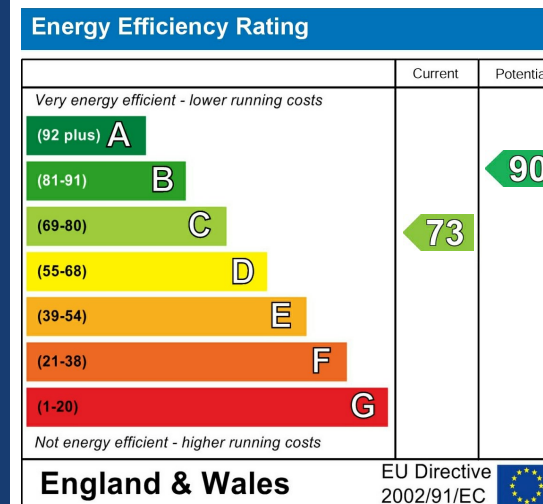 Energy Efficiency Rating
Current Potentia
Very energy efficient - lower running costs
(92 plus) A
(81-91) B
90
(69-80) C
73
(55-68) D
(39-54) E
(21-38) F
(1-20) G
Not energy efficient - higher running costs
England & Wales
EU Directive
2002/91/EC